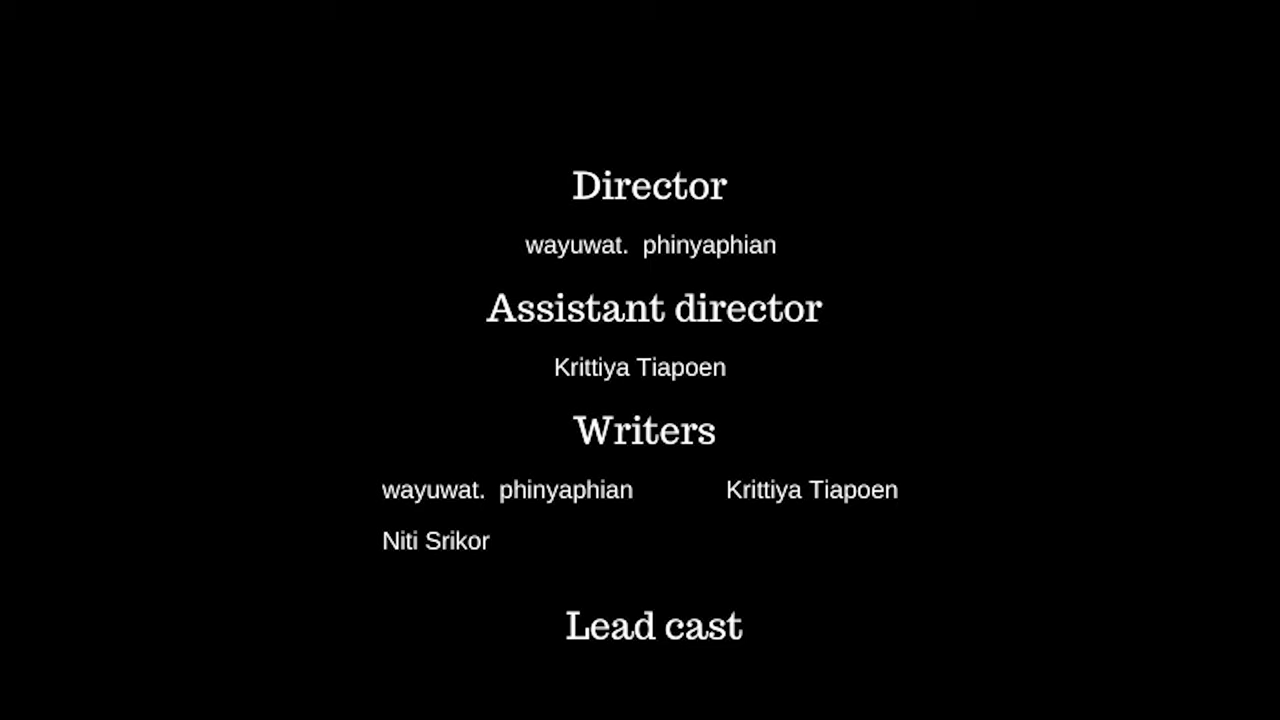 Director
wayuwat. phinyaphian
Assistant director
Krittiya Tiapoen
Writers
wayuwat. phinyaphian Krittiya Tiapoen
Niti Srikor
Lead cast